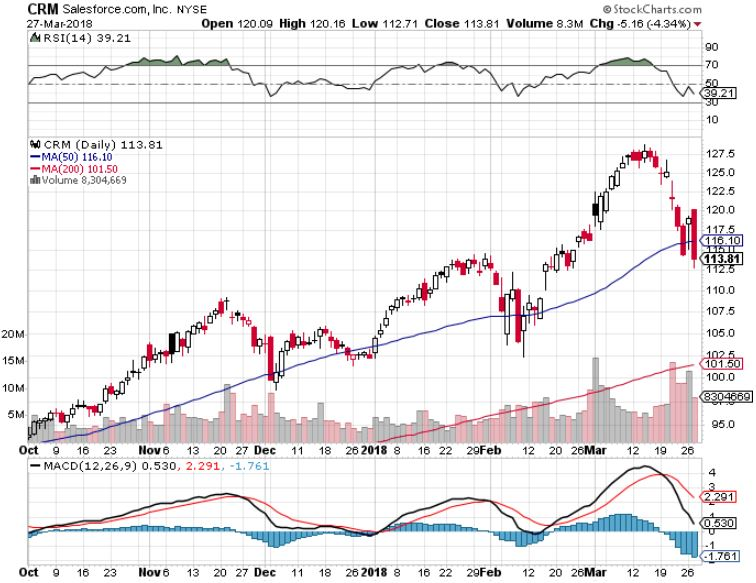 CRM Salesforce.com, Inc. NYSE © StockCharts.com
27-Mar-2018 Open 120.09 High 120.16 Low 112.71 Close 113.81 Volume 8.3M Chg -5.16 (-4.34%)
RSI(14) 39.21
90
70
50
39.21
30
10
CRM (Daily) 113.81
MA(50) 116.10
MA(200) 101.50
Volume 8,304,669
127.5
125.0
122.5
120.0
117.5
116.10
113.81
112.5
110.0
107.5
105.0
102.5
101.50
100.0
8304669
95.0
20M
15M
10M
5M
Oct 9 16 23 Nov 6 13 20 27 Dec 11 18 26 2018 8 16 22 29 Feb 12 20 26 Mar 12 19 26
MACD(12,26,9) 0.530, 2.291, -1.761
4
3
2.291
1
0.530
-1
-1.761
Oct 9 16 23 Nov 6 13 20 27 Dec 11 18 26 2018 8 16 22 29 Feb 12 20 26 Mar 12 19 26